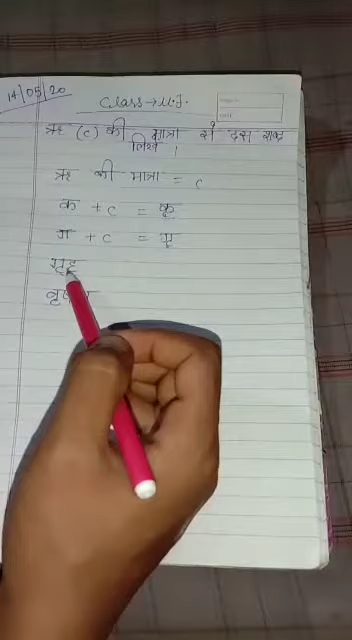 14/05/20
Class → U.J.
ऋ (c) की मात्रा से दस शब्द
लिखें ।
ऋ की मात्रा = c
क + c = कृ
ग + c = गृ
गृह